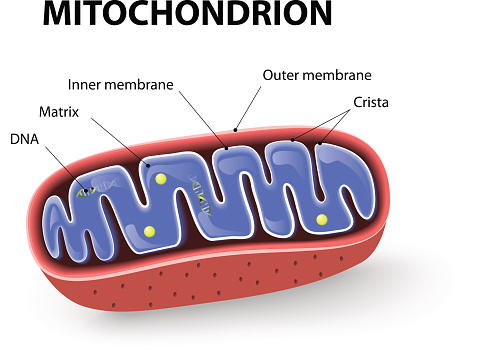 MITOCHONDRION
Outer membrane
Inner membrane
Crista
Matrix
DNA